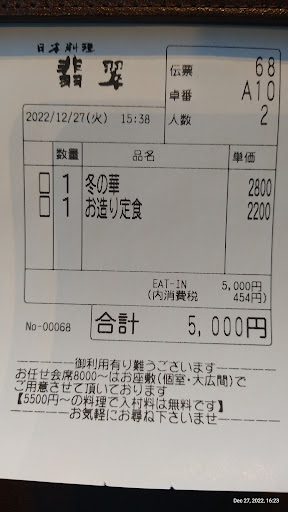 日本料理
翡翠
伝票 68
卓番 A10
人数 2
2022/12/27(火) 15:38
数量 品名 単価
□ 1 冬の華 2800
□ 1 お造り定食 2200
EAT-IN 5,000円
(内消費税 454円)
No-00068 合計 5,000円
御利用有り難うございます
お任せ会席8000〜はお座敷(個室・大広間)で
ご用意させて頂いております
【5500円〜の料理で入村料は無料です】
お気軽にお尋ね下さいませ
Dec 27, 2022, 16:23